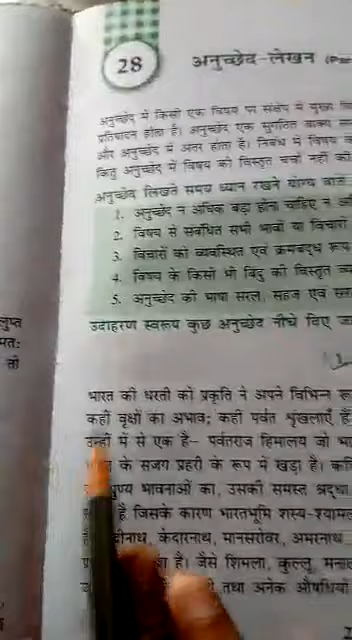 28
अनुच्छेद-लेखन
अनुच्छेद में किसी एक विषय पर संक्षेप में मुख्य
प्रतिपादन होता है। अनुच्छेद एक सुगठित वाक्य
और अनुच्छेद में अंतर होता है। निबंध में विषय
किंतु अनुच्छेद में विषय की विस्तृत चर्चा नहीं की
अनुच्छेद लिखते समय ध्यान रखने योग्य बातें
1. अनुच्छेद न अधिक बड़ा होना चाहिए न
2. विषय से संबंधित सभी भावों या विचारों
3. विचारों को व्यवस्थित एवं क्रमबद्ध रूप
4. विषय के किसी भी बिंदु की विस्तृत
5. अनुच्छेद की भाषा सरल, सहज एवं
उदाहरण स्वरूप कुछ अनुच्छेद नीचे दिए
भारत की धरती को प्रकृति ने अपने विभिन्न
कहीं वृक्षों का अभाव; कहीं पर्वत श्रृंखलाएँ हैं
उन्हीं में से एक है– पर्वतराज हिमालय जो
के सजग प्रहरी के रूप में खड़ा है।
भावनाओं का, उसकी समस्त श्रद्धा
है जिसके कारण भारतभूमि शस्य-श्यामल
केदारनाथ, मानसरोवर, अमरनाथ
है। जैसे शिमला, कुल्लू,
तथा अनेक औषधियों